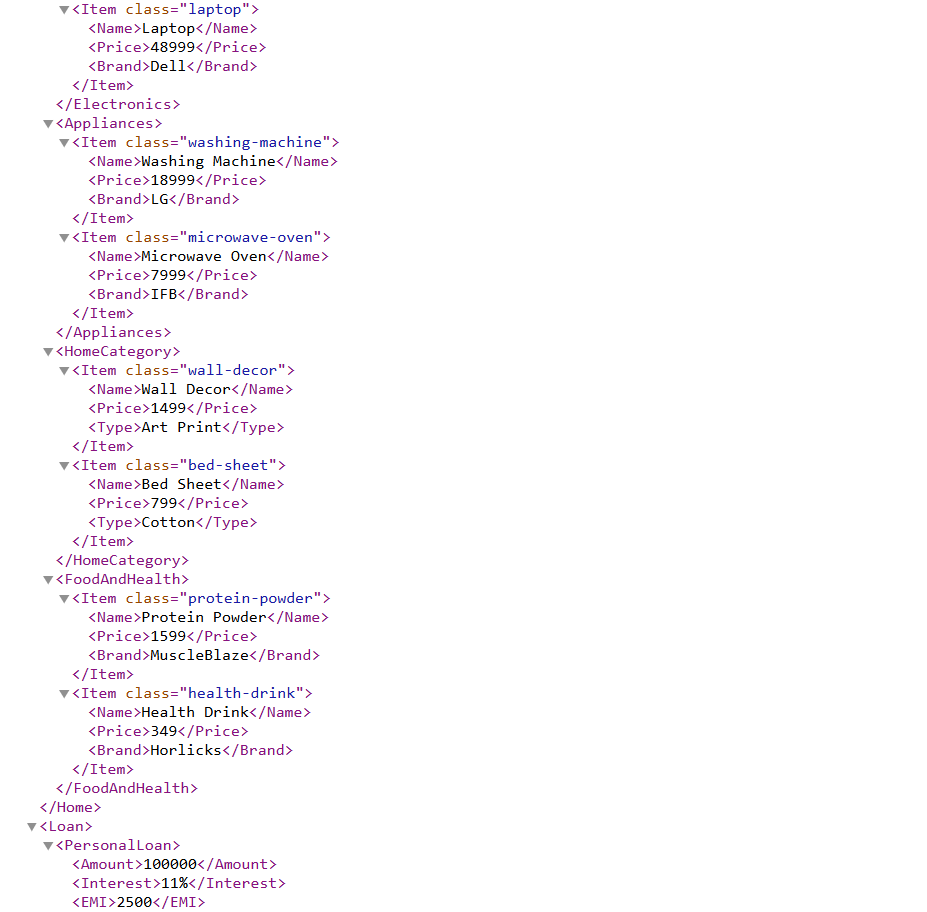 <Item class="laptop">
<Name>Laptop</Name>
<Price>48999</Price>
<Brand>Dell</Brand>
</Item>
</Electronics>
<Appliances>
<Item class="washing-machine">
<Name>Washing Machine</Name>
<Price>18999</Price>
<Brand>LG</Brand>
</Item>
<Item class="microwave-oven">
<Name>Microwave Oven</Name>
<Price>7999</Price>
<Brand>IFB</Brand>
</Item>
</Appliances>
<HomeCategory>
<Item class="wall-decor">
<Name>Wall Decor</Name>
<Price>1499</Price>
<Type>Art Print</Type>
</Item>
<Item class="bed-sheet">
<Name>Bed Sheet</Name>
<Price>799</Price>
<Type>Cotton</Type>
</Item>
</HomeCategory>
<FoodAndHealth>
<Item class="protein-powder">
<Name>Protein Powder</Name>
<Price>1599</Price>
<Brand>MuscleBlaze</Brand>
</Item>
<Item class="health-drink">
<Name>Health Drink</Name>
<Price>349</Price>
<Brand>Horlicks</Brand>
</Item>
</FoodAndHealth>
</Home>
<Loan>
<PersonalLoan>
<Amount>100000</Amount>
<Interest>11%</Interest>
<EMI>2500</EMI>